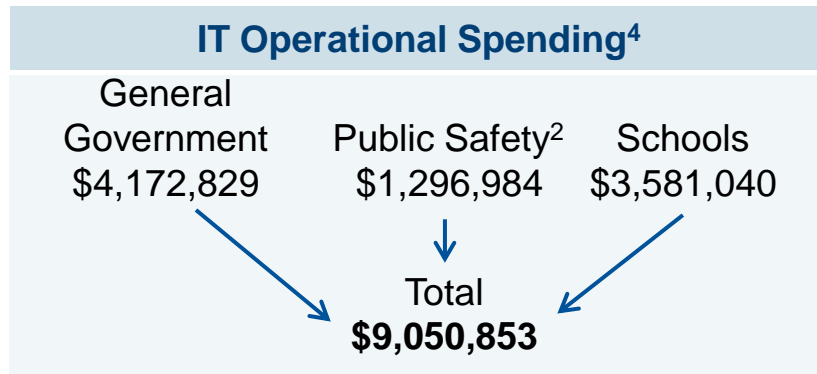 IT Operational Spending⁴
General
Government
$4,172,829
Public Safety²
$1,296,984
Schools
$3,581,040
Total
$9,050,853